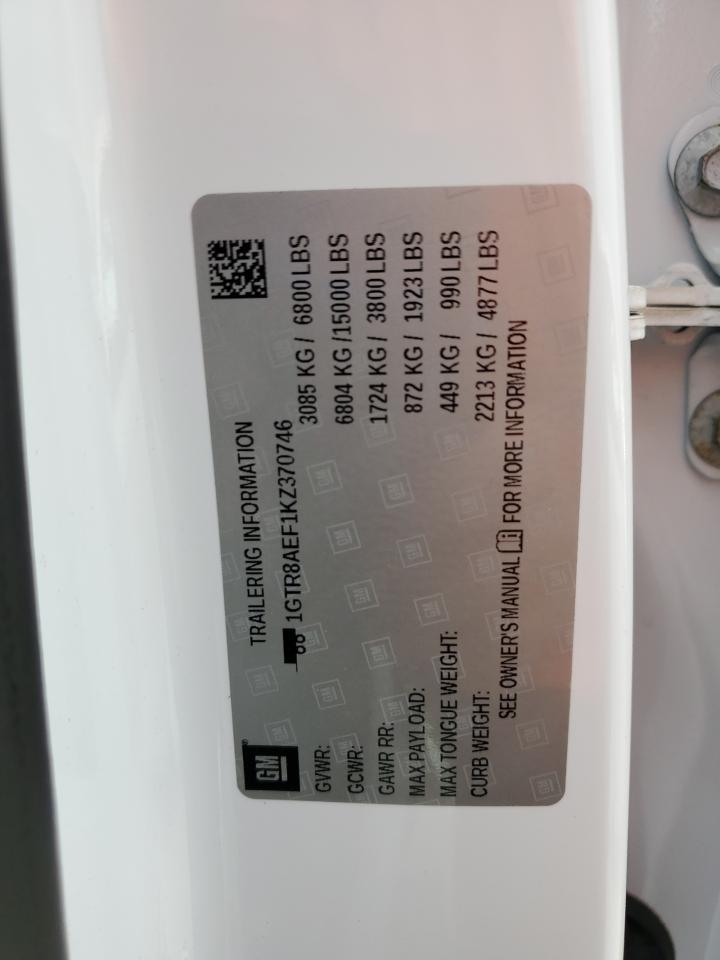 GM
TRAILERING INFORMATION
1GTR8AEF1KZ370746
GVWR: 3085 KG / 6800 LBS
GCWR: 6804 KG /15000 LBS
GAWR RR: 1724 KG / 3800 LBS
MAX PAYLOAD: 872 KG / 1923 LBS
MAX TONGUE WEIGHT: 449 KG / 990 LBS
CURB WEIGHT: 2213 KG / 4877 LBS
SEE OWNER'S MANUAL FOR MORE INFORMATION